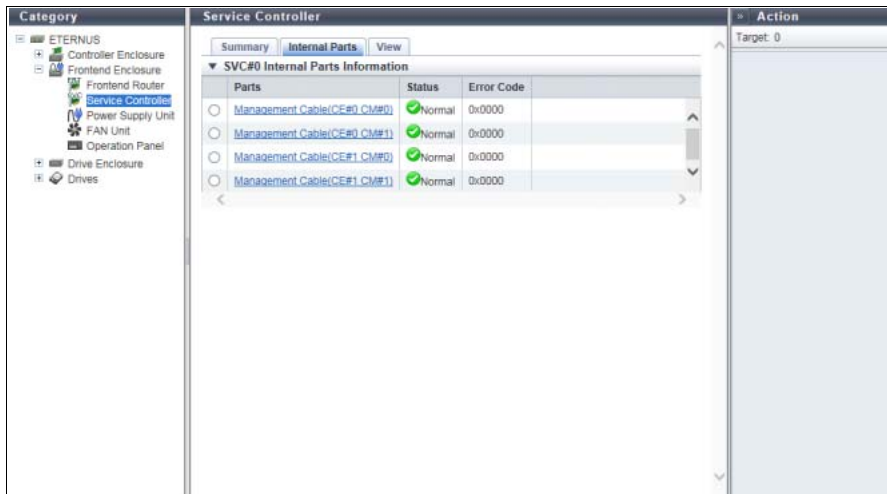 Category
ETERNUS
Controller Enclosure
Frontend Enclosure
Frontend Router
Service Controller
Power Supply Unit
FAN Unit
Operation Panel
Drive Enclosure
Drives
Service Controller
Summary Internal Parts View
▼ SVC#0 Internal Parts Information
Parts Status Error Code
Management Cable(CE#0 CM#0) Normal 0x0000
Management Cable(CE#0 CM#1) Normal 0x0000
Management Cable(CE#1 CM#0) Normal 0x0000
Management Cable(CE#1 CM#1) Normal 0x0000
» Action
Target: 0